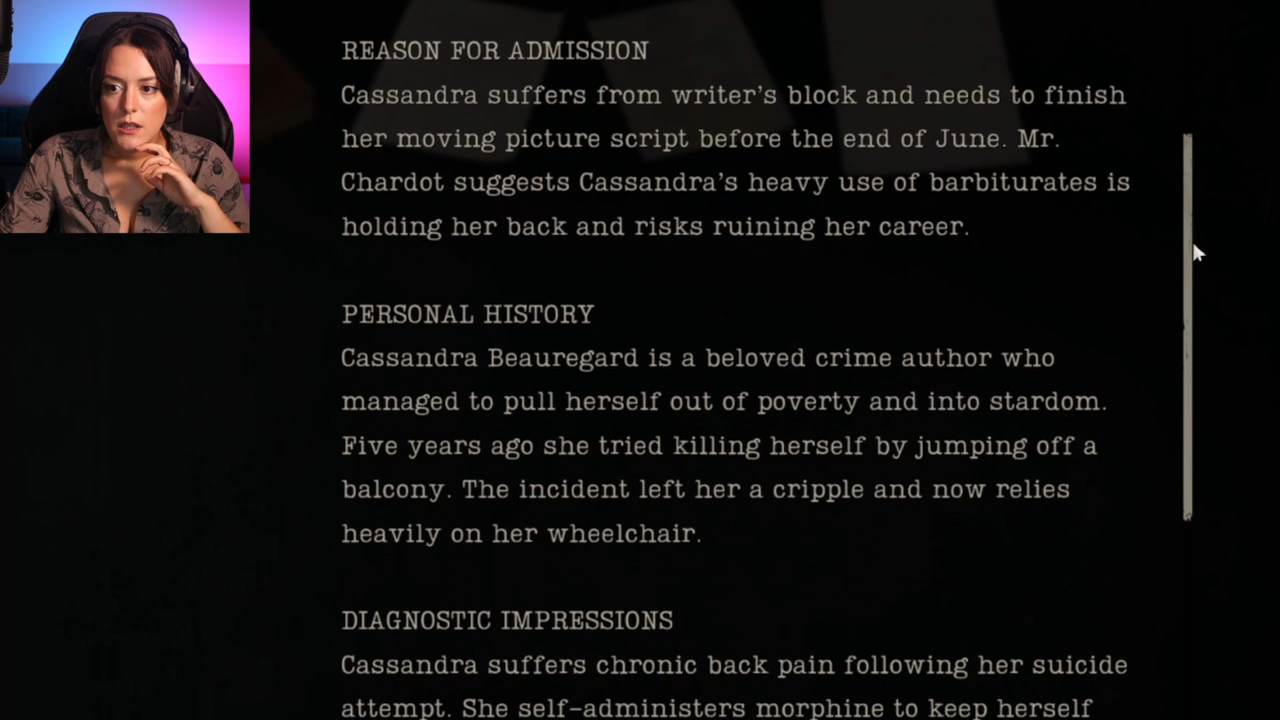 REASON FOR ADMISSION
Cassandra suffers from writer's block and needs to finish
her moving picture script before the end of June. Mr.
Chardot suggests Cassandra's heavy use of barbiturates is
holding her back and risks ruining her career.
PERSONAL HISTORY
Cassandra Beauregard is a beloved crime author who
managed to pull herself out of poverty and into stardom.
Five years ago she tried killing herself by jumping off a
balcony. The incident left her a cripple and now relies
heavily on her wheelchair.
DIAGNOSTIC IMPRESSIONS
Cassandra suffers chronic back pain following her suicide
attempt. She self-administers morphine to keep herself